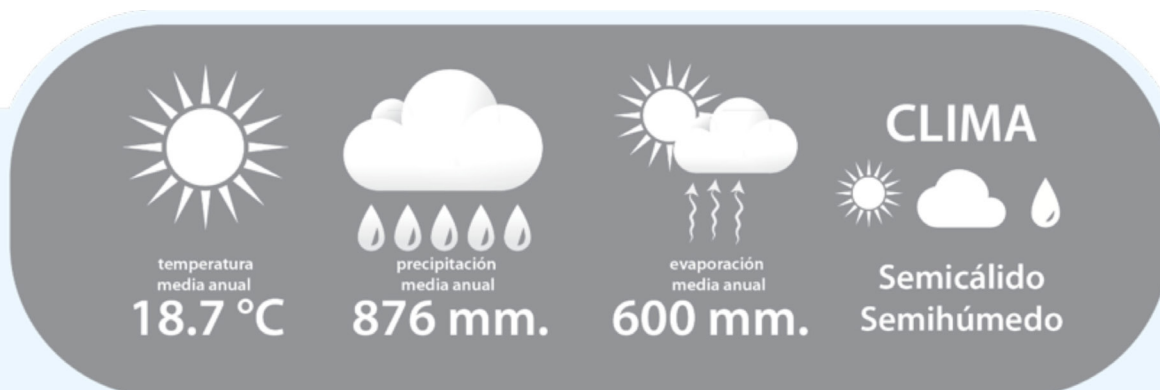 temperatura
media anual
18.7 °C
precipitación
media anual
876 mm.
evaporación
media anual
600 mm.
CLIMA
Semicálido
Semihúmedo